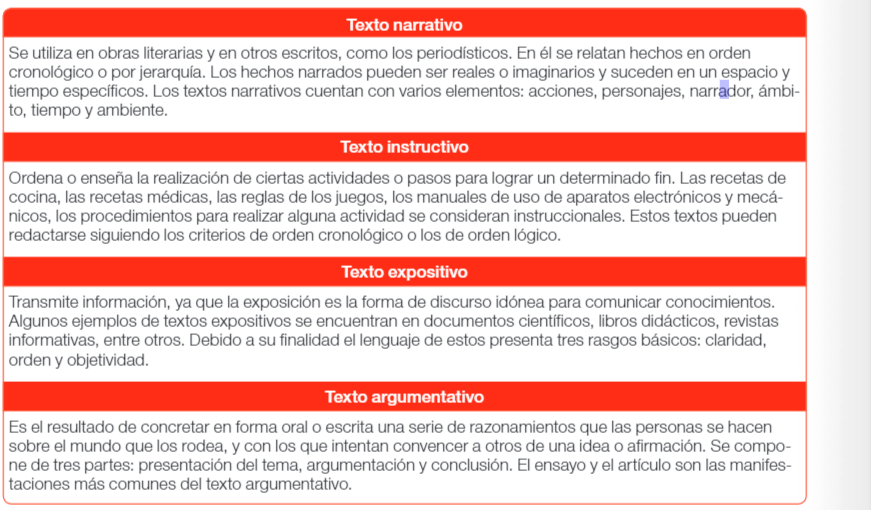 Texto narrativo
Se utiliza en obras literarias y en otros escritos, como los periodísticos. En él se relatan hechos en orden
cronológico o por jerarquía. Los hechos narrados pueden ser reales o imaginarios y suceden en un espacio y
tiempo específicos. Los textos narrativos cuentan con varios elementos: acciones, personajes, narrador, ámbi-
to, tiempo y ambiente.
Texto instructivo
Ordena o enseña la realización de ciertas actividades o pasos para lograr un determinado fin. Las recetas de
cocina, las recetas médicas, las reglas de los juegos, los manuales de uso de aparatos electrónicos y mecá-
nicos, los procedimientos para realizar alguna actividad se consideran instruccionales. Estos textos pueden
redactarse siguiendo los criterios de orden cronológico o los de orden lógico.
Texto expositivo
Transmite información, ya que la exposición es la forma de discurso idónea para comunicar conocimientos.
Algunos ejemplos de textos expositivos se encuentran en documentos científicos, libros didácticos, revistas
informativas, entre otros. Debido a su finalidad el lenguaje de estos presenta tres rasgos básicos: claridad,
orden y objetividad.
Texto argumentativo
Es el resultado de concretar en forma oral o escrita una serie de razonamientos que las personas se hacen
sobre el mundo que los rodea, y con los que intentan convencer a otros de una idea o afirmación. Se compo-
ne de tres partes: presentación del tema, argumentación y conclusión. El ensayo y el artículo son las manifes-
taciones más comunes del texto argumentativo.